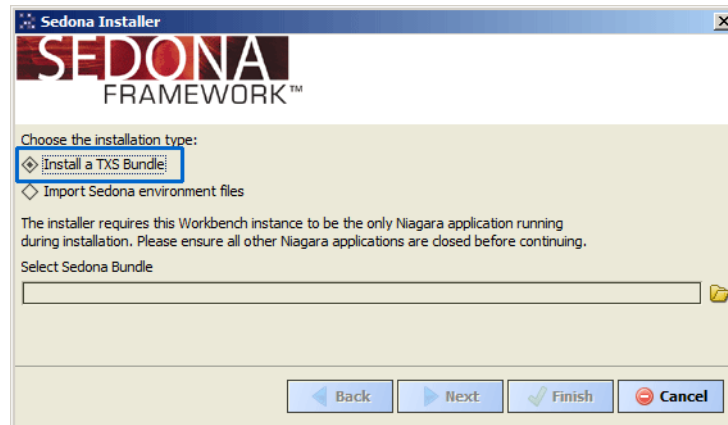 Sedona Installer
SEDONA
FRAMEWORK™
Choose the installation type:
Install a TXS Bundle
Import Sedona environment files
The installer requires this Workbench instance to be the only Niagara application running
during installation. Please ensure all other Niagara applications are closed before continuing.
Select Sedona Bundle
Back Next Finish Cancel